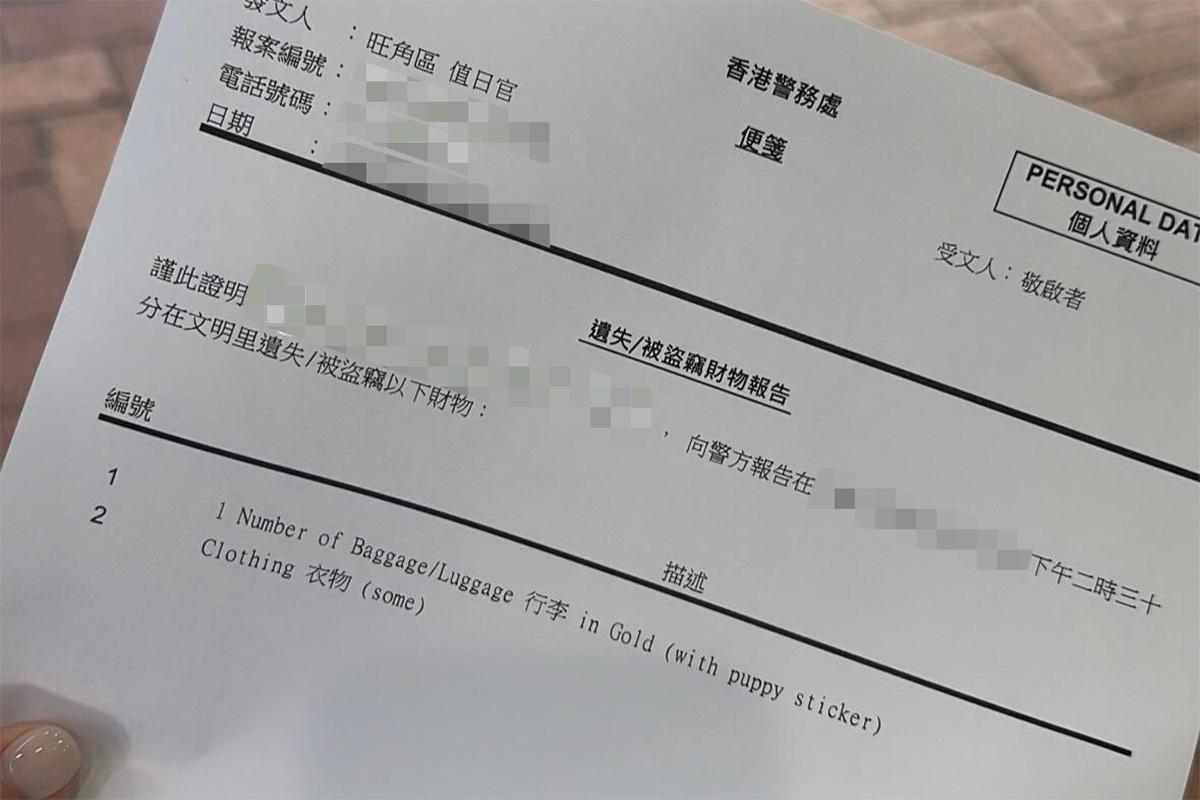 香港警務處
便箋
發文人 : 旺角區 值日官
報案編號 :
電話號碼 :
日期 :
PERSONAL DAT
個人資料
受文人：敬啟者
遺失/被盜竊財物報告
謹此證明 ， 向警方報告在 下午二時三十
分在文明里遺失/被盜竊以下財物：
編號 描述
1 1 Number of Baggage/Luggage 行李 in Gold (with puppy sticker)
2 Clothing 衣物 (some)